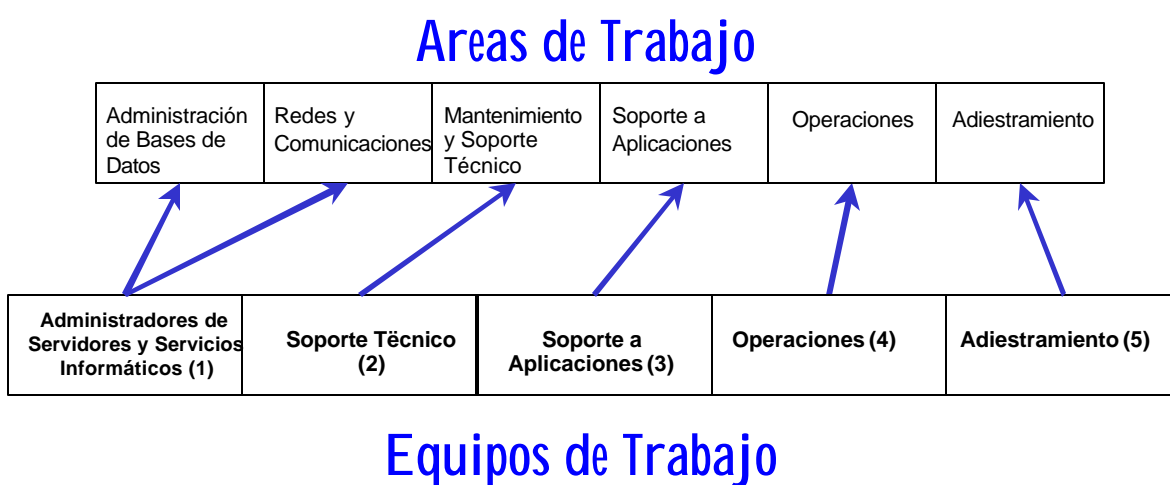 Areas de Trabajo
Administración
de Bases de
Datos
Redes y
Comunicaciones
Mantenimiento
y Soporte
Técnico
Soporte a
Aplicaciones
Operaciones
Adiestramiento
Administradores de
Servidores y Servicios
Informáticos (1)
Soporte Tëcnico
(2)
Soporte a
Aplicaciones (3)
Operaciones (4)
Adiestramiento (5)
Equipos de Trabajo